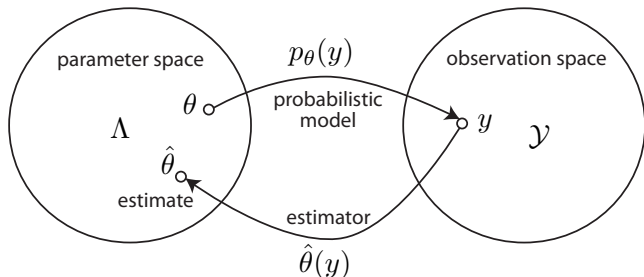 parameter space
p_θ(y)
observation space
θ
probabilistic
model
y
Λ
𝒴
θ̂
estimate
estimator
θ̂(y)